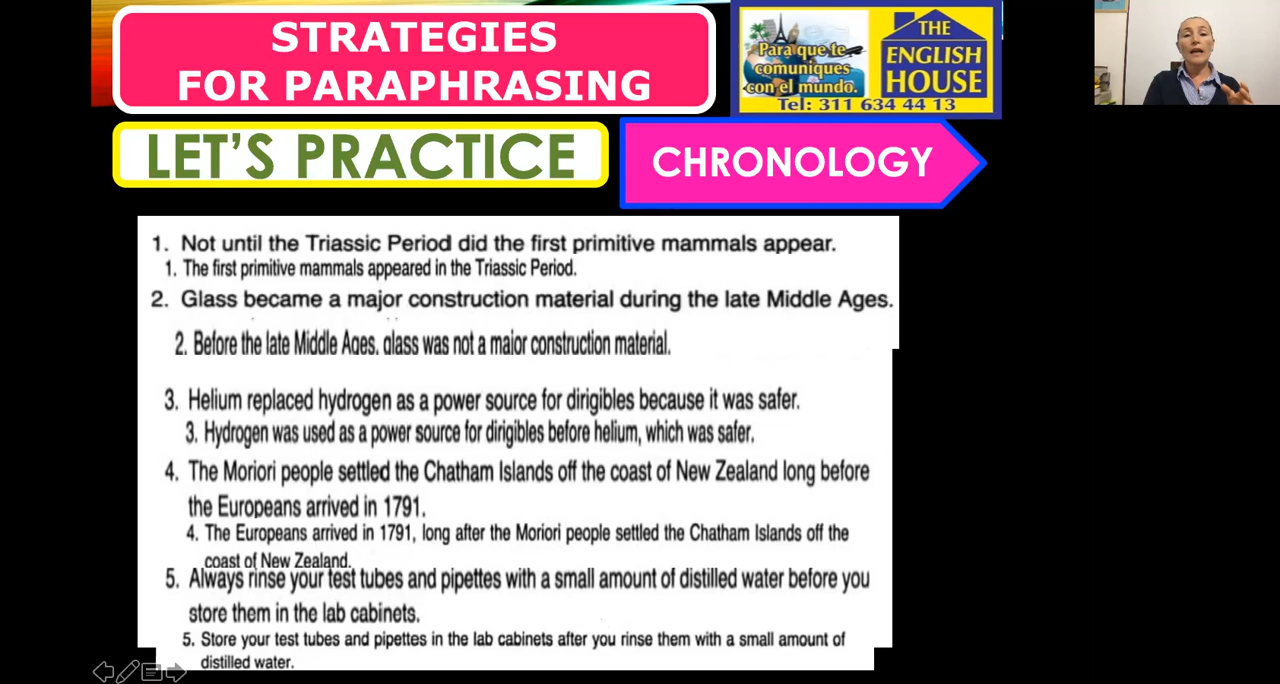 STRATEGIES
FOR PARAPHRASING
Para que te
comuniques
con el mundo.
THE
ENGLISH
HOUSE
Tel: 311 634 44 13
LET'S PRACTICE
CHRONOLOGY
1. Not until the Triassic Period did the first primitive mammals appear.
1. The first primitive mammals appeared in the Triassic Period.
2. Glass became a major construction material during the late Middle Ages.
2. Before the late Middle Ages, glass was not a major construction material.
3. Helium replaced hydrogen as a power source for dirigibles because it was safer.
3. Hydrogen was used as a power source for dirigibles before helium, which was safer.
4. The Moriori people settled the Chatham Islands off the coast of New Zealand long before
the Europeans arrived in 1791.
4. The Europeans arrived in 1791, long after the Moriori people settled the Chatham Islands off the
coast of New Zealand.
5. Always rinse your test tubes and pipettes with a small amount of distilled water before you
store them in the lab cabinets.
5. Store your test tubes and pipettes in the lab cabinets after you rinse them with a small amount of
distilled water.